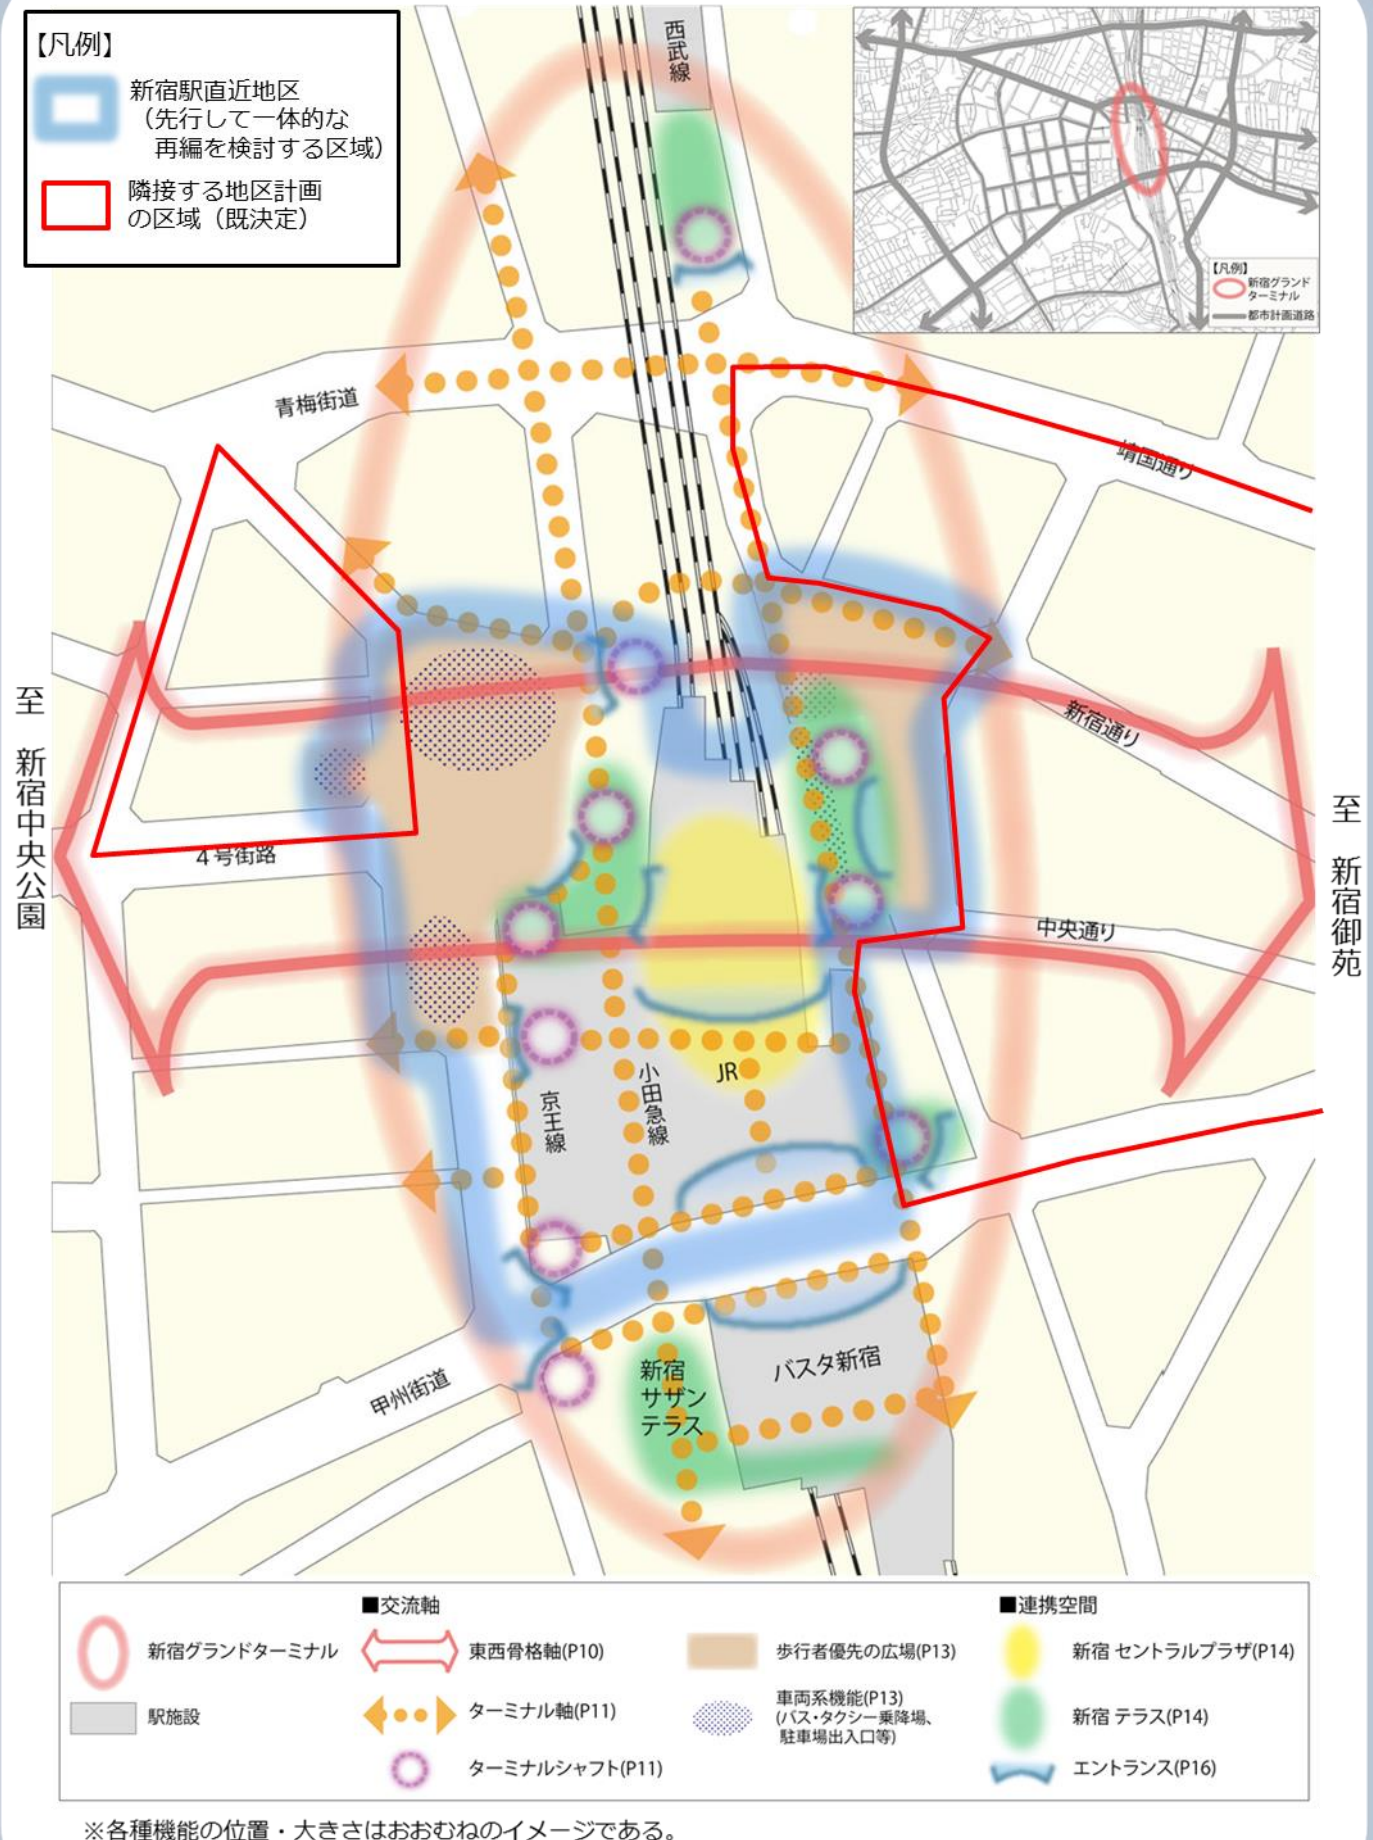 【凡例】
新宿駅直近地区
（先行して一体的な
再編を検討する区域）
隣接する地区計画
の区域（既決定）
西武線
【凡例】
新宿グランド
ターミナル
都市計画道路
青梅街道
靖国通り
新宿通り
至 新宿中央公園
4号街路
至 新宿御苑
中央通り
京王線
小田急線
JR
新宿
サザン
テラス
バスタ新宿
甲州街道
新宿グランドターミナル
駅施設
■交流軸
東西骨格軸(P10)
ターミナル軸(P11)
ターミナルシャフト(P11)
歩行者優先の広場(P13)
車両系機能(P13)
(バス・タクシー乗降場、
駐車場出入口等)
■連携空間
新宿 セントラルプラザ(P14)
新宿 テラス(P14)
エントランス(P16)
※各種機能の位置・大きさはおおむねのイメージである。